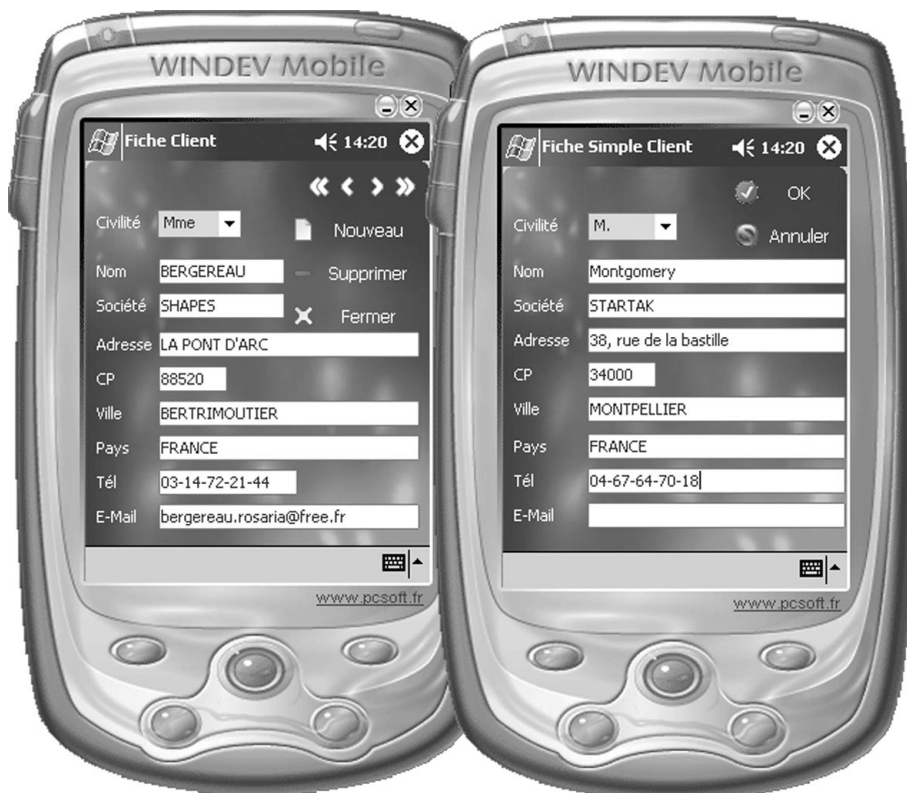 WINDEV Mobile
Fiche Client 14:20
Civilité Mme
Nouveau
Nom BERGEREAU
Supprimer
Société SHAPES
Fermer
Adresse LA PONT D'ARC
CP 88520
Ville BERTRIMOUTIER
Pays FRANCE
Tél 03-14-72-21-44
E-Mail bergereau.rosaria@free.fr
www.pcsoft.fr
WINDEV Mobile
Fiche Simple Client 14:20
OK
Civilité M.
Annuler
Nom Montgomery
Société STARTAK
Adresse 38, rue de la bastille
CP 34000
Ville MONTPELLIER
Pays FRANCE
Tél 04-67-64-70-18
E-Mail
www.pcsoft.fr